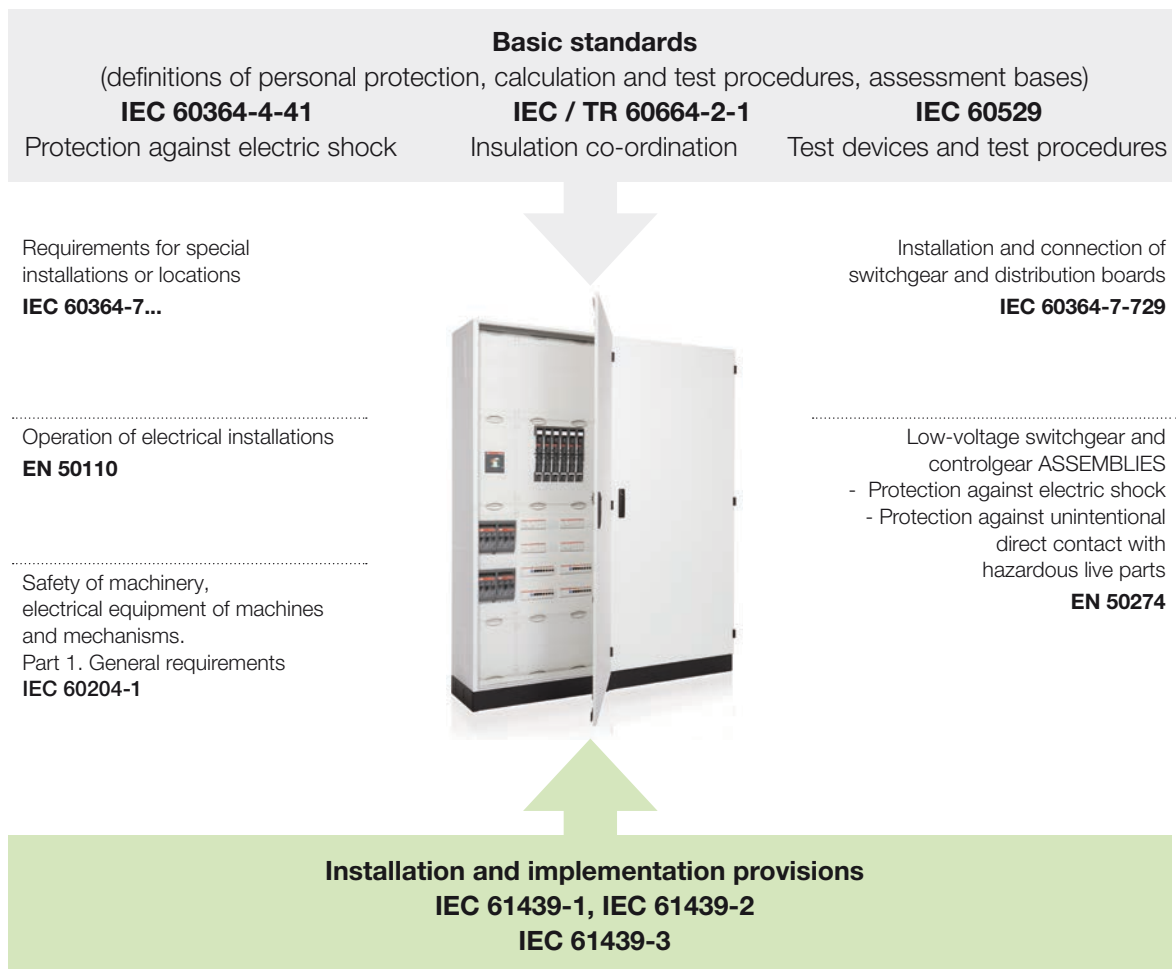 Basic standards
(definitions of personal protection, calculation and test procedures, assessment bases)
IEC 60364-4-41
IEC / TR 60664-2-1
IEC 60529
Protection against electric shock
Insulation co-ordination
Test devices and test procedures
Requirements for special
installations or locations
IEC 60364-7...
Operation of electrical installations
EN 50110
Safety of machinery,
electrical equipment of machines
and mechanisms.
Part 1. General requirements
IEC 60204-1
Installation and connection of
switchgear and distribution boards
IEC 60364-7-729
Low-voltage switchgear and
controlgear ASSEMBLIES
- Protection against electric shock
- Protection against unintentional
direct contact with
hazardous live parts
EN 50274
Installation and implementation provisions
IEC 61439-1, IEC 61439-2
IEC 61439-3